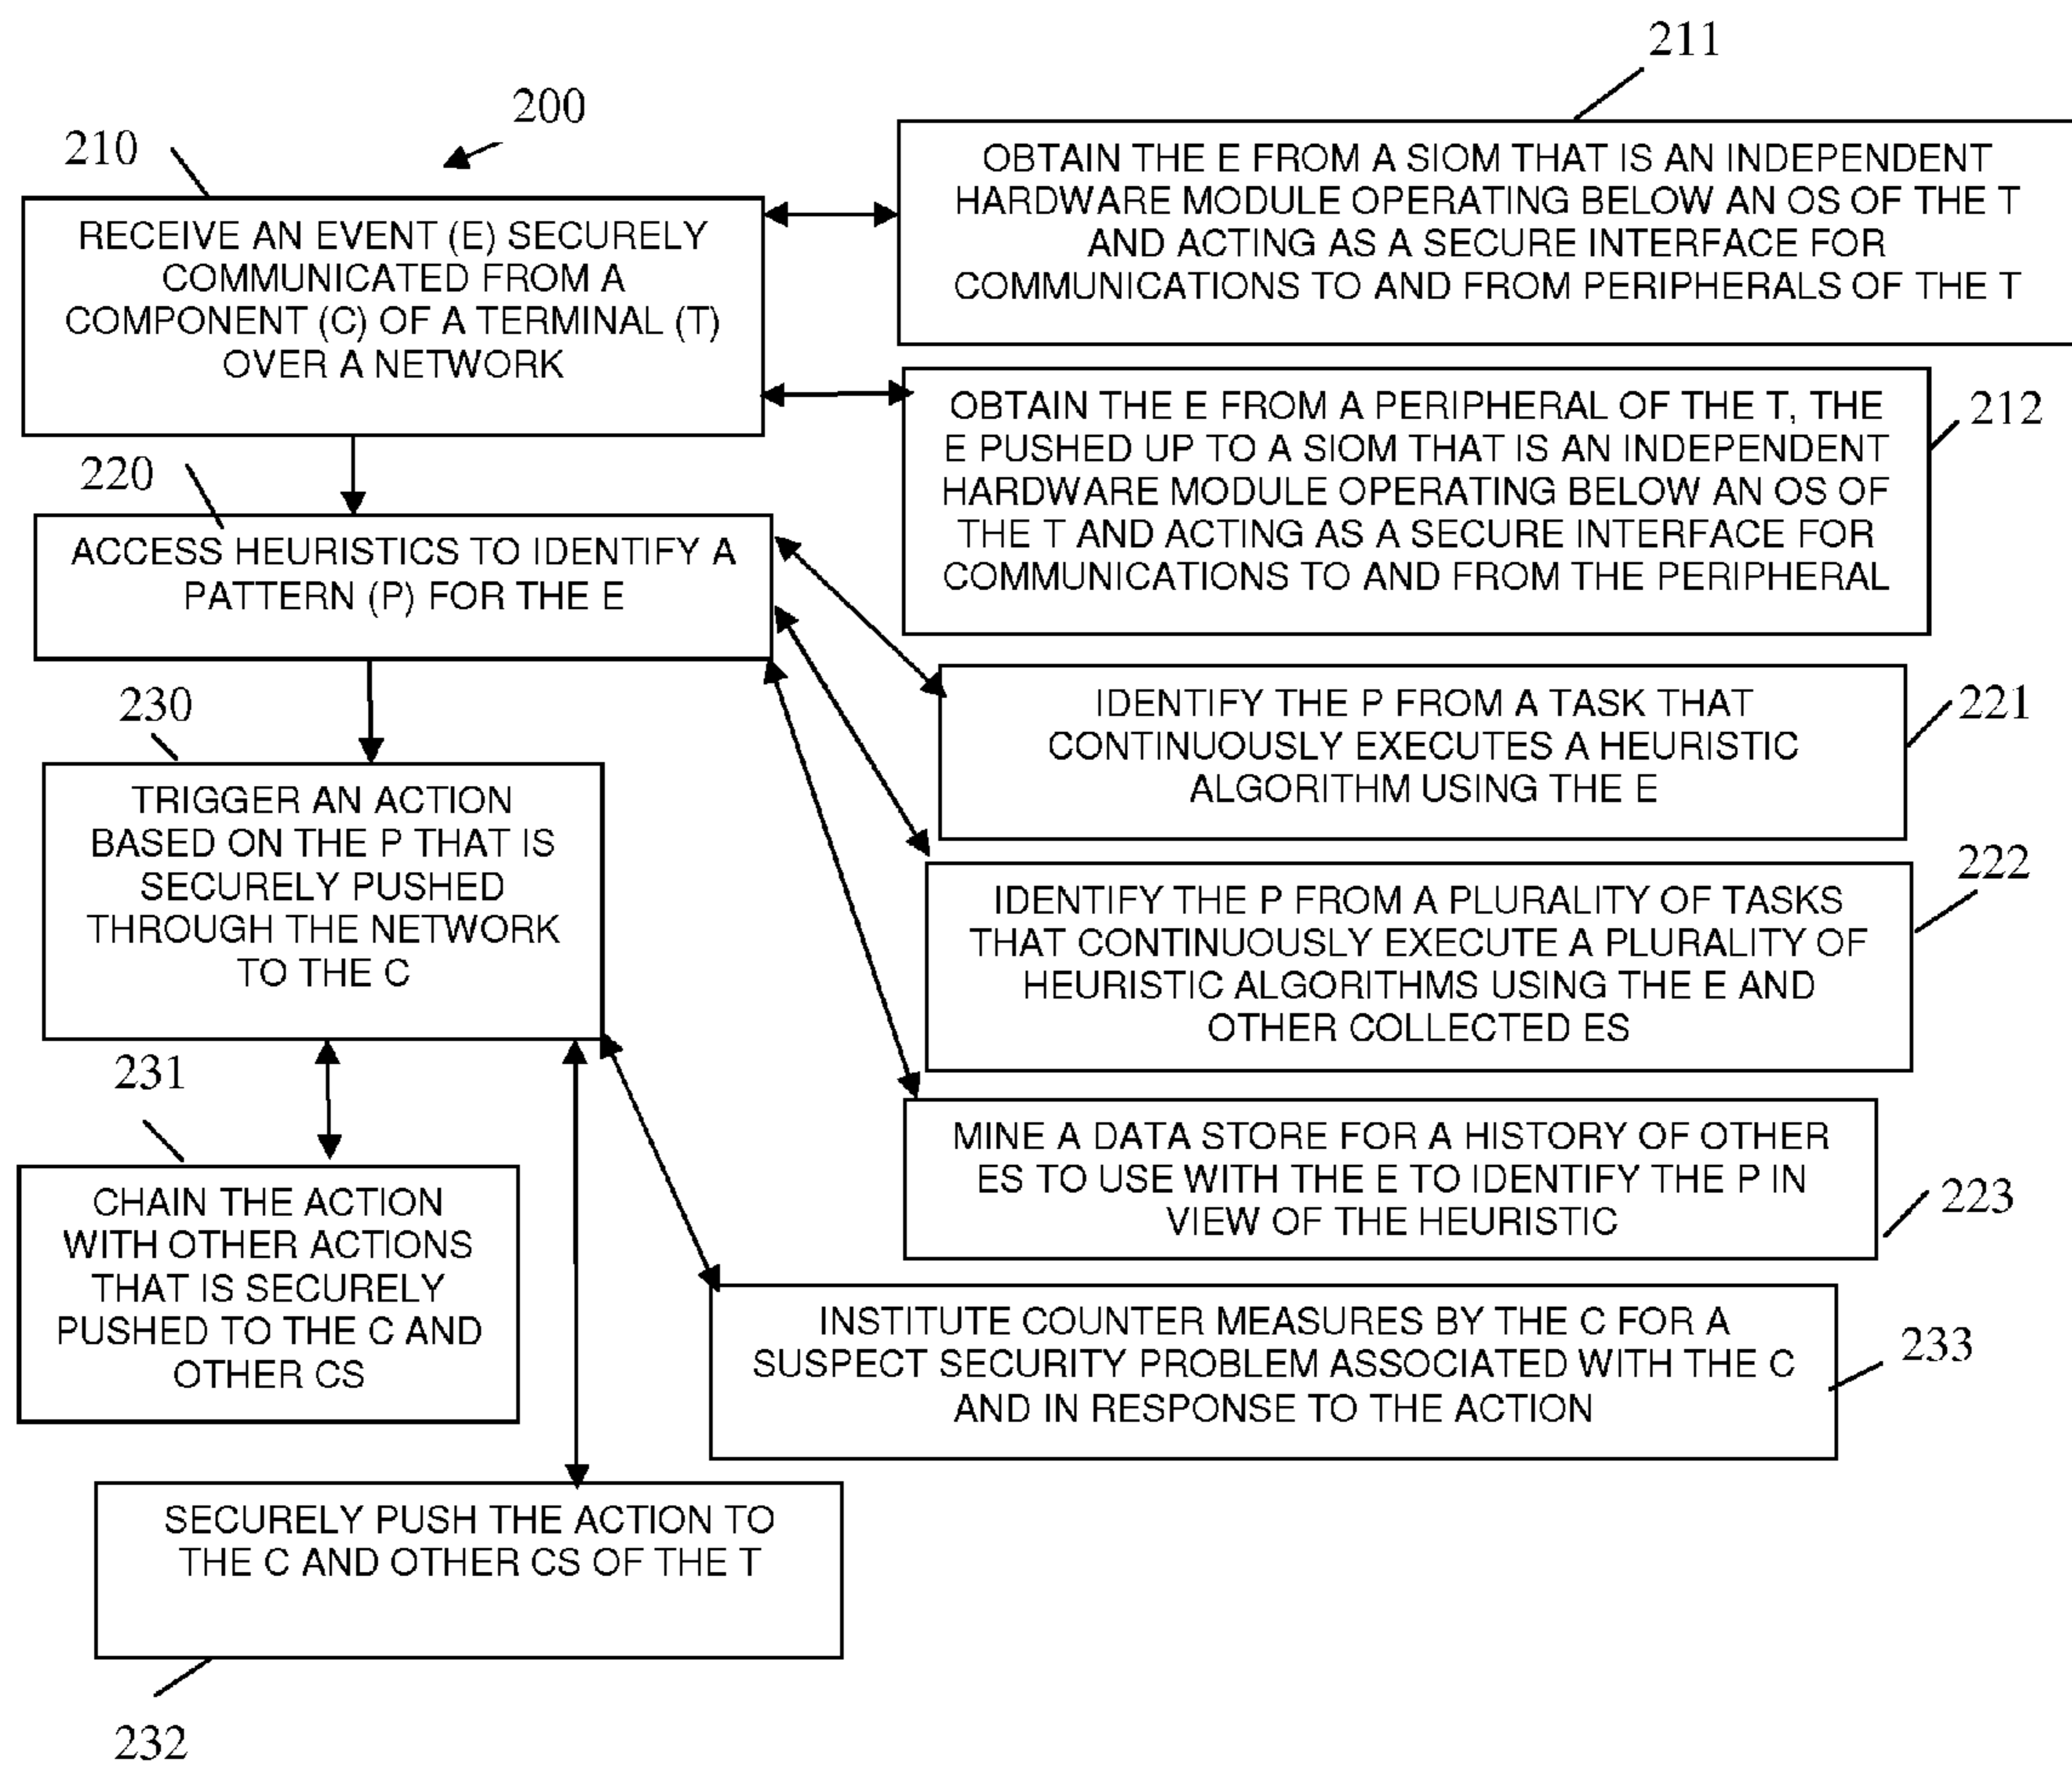 211
200
210
OBTAIN THE E FROM A SIOM THAT IS AN INDEPENDENT
HARDWARE MODULE OPERATING BELOW AN OS OF THE T
AND ACTING AS A SECURE INTERFACE FOR
COMMUNICATIONS TO AND FROM PERIPHERALS OF THE T
RECEIVE AN EVENT (E) SECURELY
COMMUNICATED FROM A
COMPONENT (C) OF A TERMINAL (T)
OVER A NETWORK
212
OBTAIN THE E FROM A PERIPHERAL OF THE T, THE
E PUSHED UP TO A SIOM THAT IS AN INDEPENDENT
HARDWARE MODULE OPERATING BELOW AN OS OF
THE T AND ACTING AS A SECURE INTERFACE FOR
COMMUNICATIONS TO AND FROM THE PERIPHERAL
220
ACCESS HEURISTICS TO IDENTIFY A
PATTERN (P) FOR THE E
221
IDENTIFY THE P FROM A TASK THAT
CONTINUOUSLY EXECUTES A HEURISTIC
ALGORITHM USING THE E
230
TRIGGER AN ACTION
BASED ON THE P THAT IS
SECURELY PUSHED
THROUGH THE NETWORK
TO THE C
222
IDENTIFY THE P FROM A PLURALITY OF TASKS
THAT CONTINUOUSLY EXECUTE A PLURALITY OF
HEURISTIC ALGORITHMS USING THE E AND
OTHER COLLECTED ES
231
CHAIN THE ACTION
WITH OTHER ACTIONS
THAT IS SECURELY
PUSHED TO THE C AND
OTHER CS
MINE A DATA STORE FOR A HISTORY OF OTHER
ES TO USE WITH THE E TO IDENTIFY THE P IN
VIEW OF THE HEURISTIC
223
INSTITUTE COUNTER MEASURES BY THE C FOR A
SUSPECT SECURITY PROBLEM ASSOCIATED WITH THE C
AND IN RESPONSE TO THE ACTION
233
SECURELY PUSH THE ACTION TO
THE C AND OTHER CS OF THE T
232